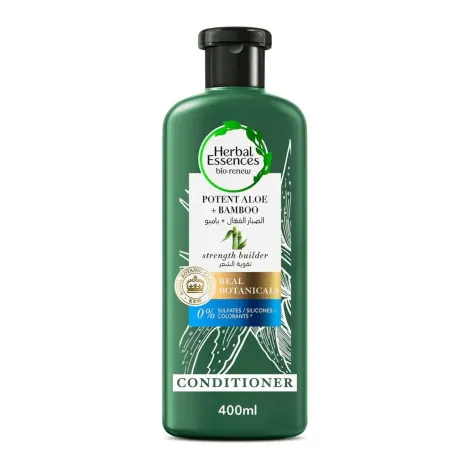 Herbal
Essences
bio:renew
POTENT ALOE
+ BAMBOO
الصبار الفعّال + بامبو
strength builder
تقوية الشعر
REAL
BOTANICALS
KEW
0% SULFATES / SILICONES /
COLORANTS *
CONDITIONER
400ml